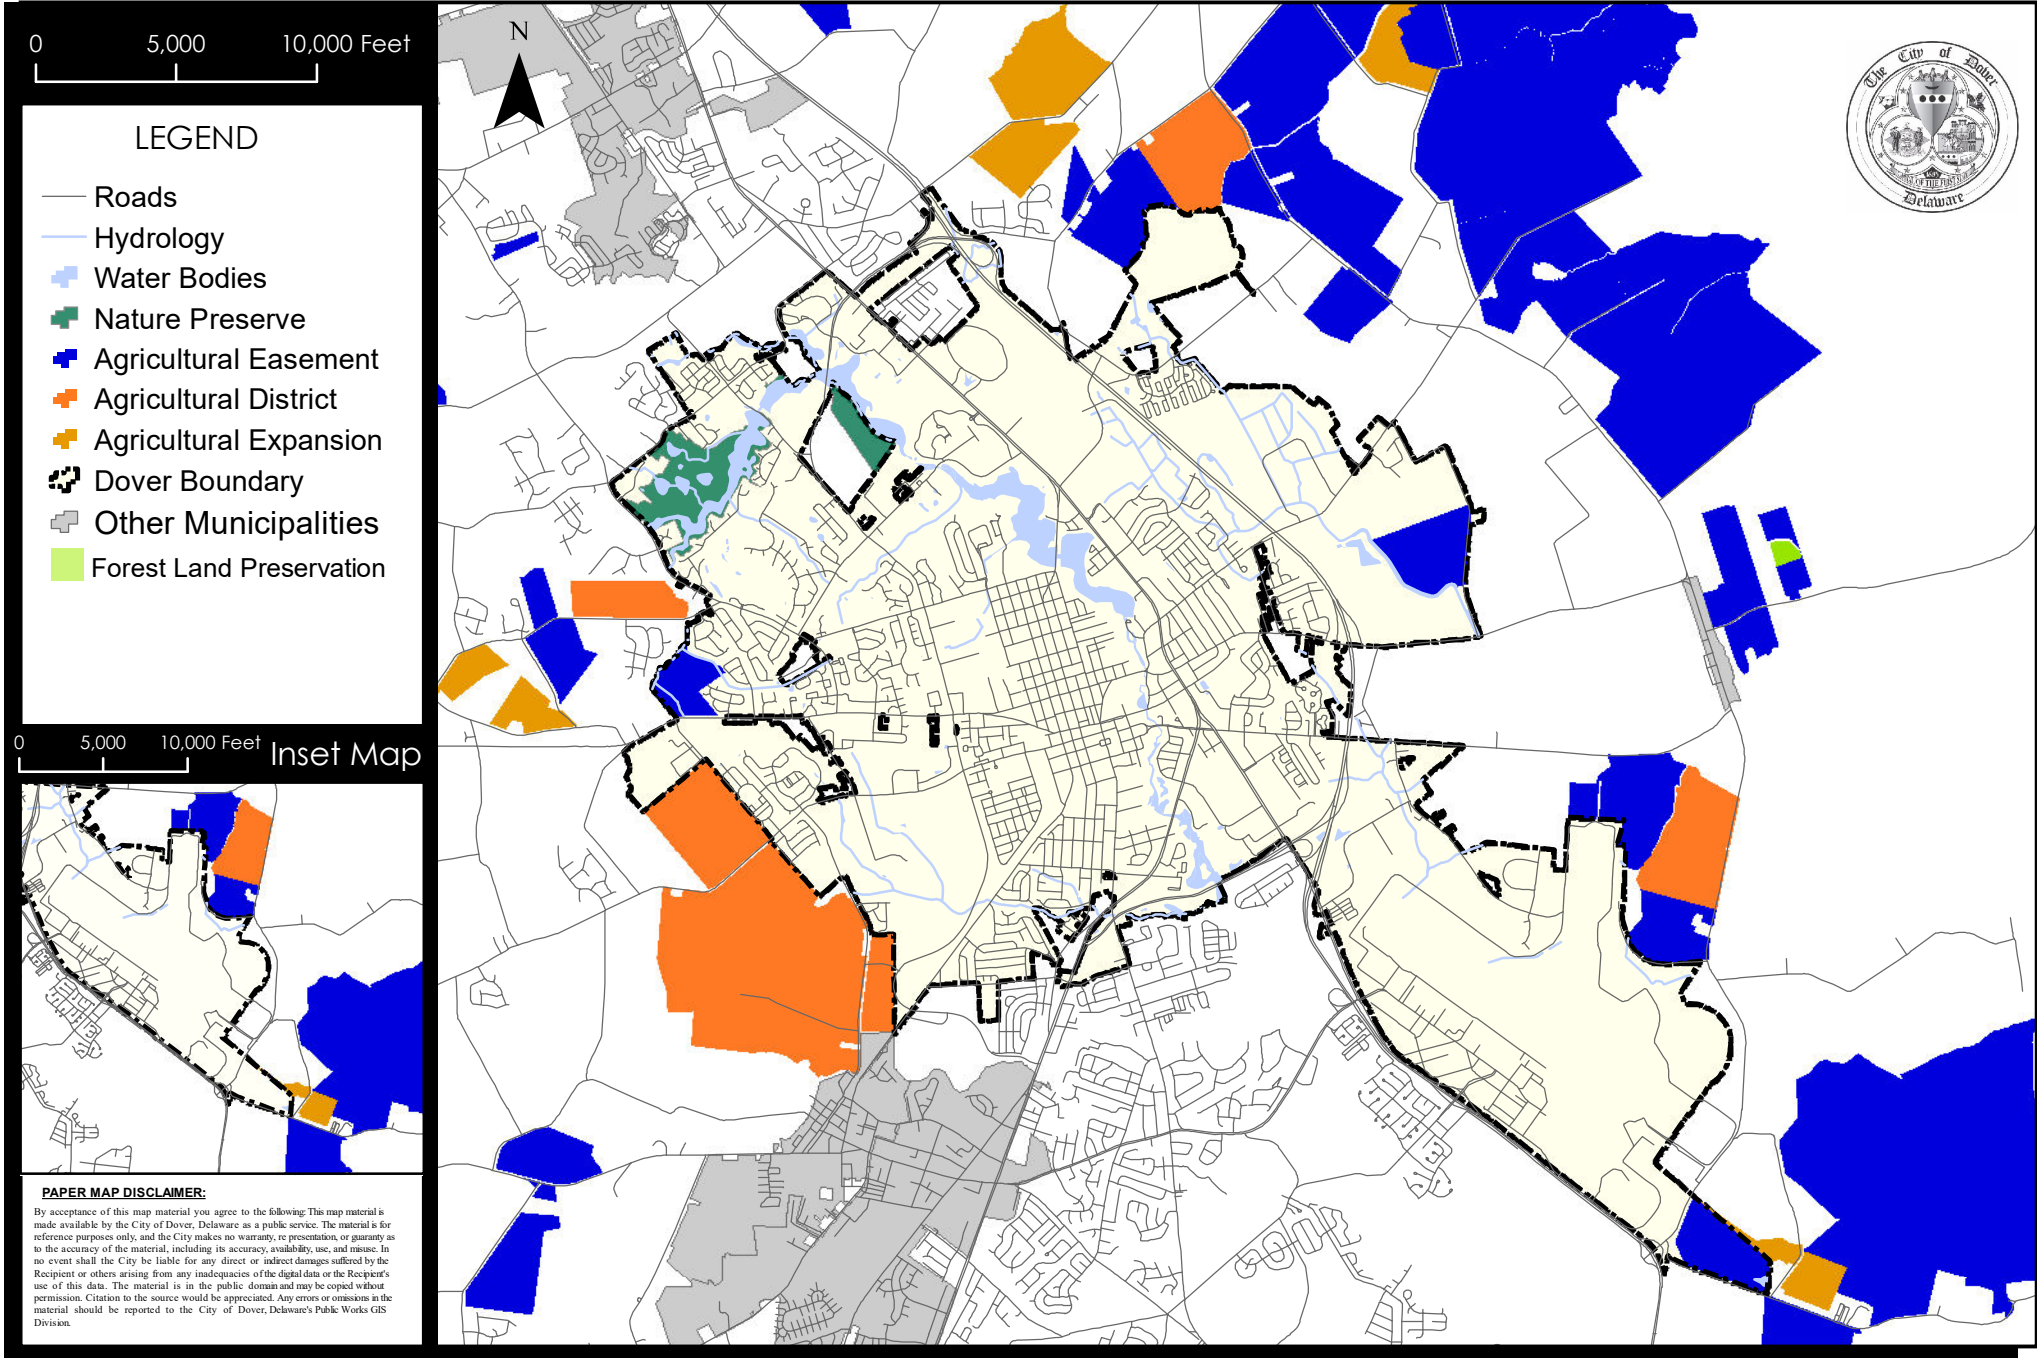 0 5,000 10,000 Feet
LEGEND
Roads
Hydrology
Water Bodies
Nature Preserve
Agricultural Easement
Agricultural District
Agricultural Expansion
Dover Boundary
Other Municipalities
Forest Land Preservation
0 5,000 10,000 Feet
Inset Map
PAPER MAP DISCLAIMER:
By acceptance of this map material you agree to the following: This map material is
made available by the City of Dover, Delaware as a public service. The material is for
reference purposes only, and the City makes no warranty, re presentation, or guaranty as
to the accuracy of the material, including its accuracy, availability, use, and misuse. In
no event shall the City be liable for any direct or indirect damages suffered by the
Recipient or others arising from any inadequacies of the digital data or the Recipient's
use of this data. The material is in the public domain and may be copied without
permission. Citation to the source would be appreciated. Any errors or omissions in the
material should be reported to the City of Dover, Delaware's Public Works GIS
Division.
N
The City of Dover
Delaware